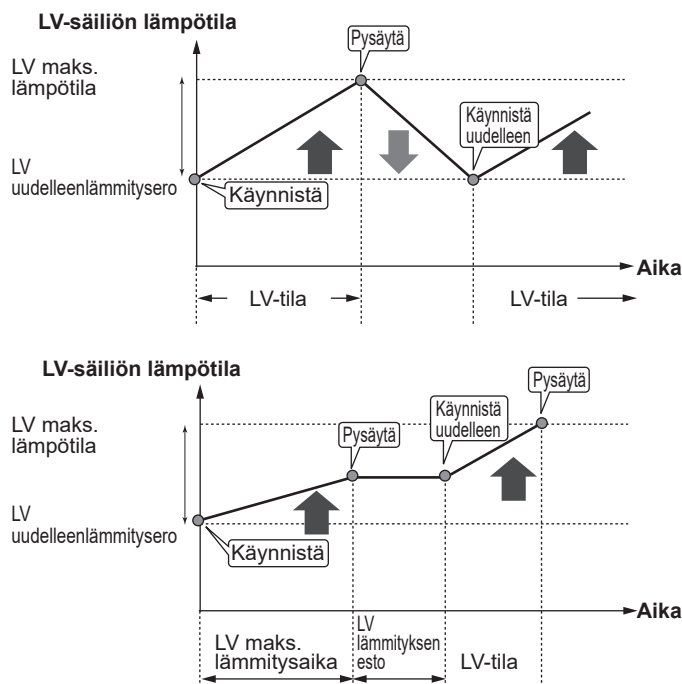 LV-säiliön lämpötila
Pysäytä
LV maks.
lämpötila
Käynnistä
uudelleen
LV
uudelleenlämmitysero
Käynnistä
Aika
LV-tila
LV-tila
LV-säiliön lämpötila
Pysäytä
LV maks.
lämpötila
Käynnistä
uudelleen
Pysäytä
LV
uudelleenlämmitysero
Käynnistä
Aika
LV maks.
lämmitysaika
LV
lämmityksen
esto
LV-tila